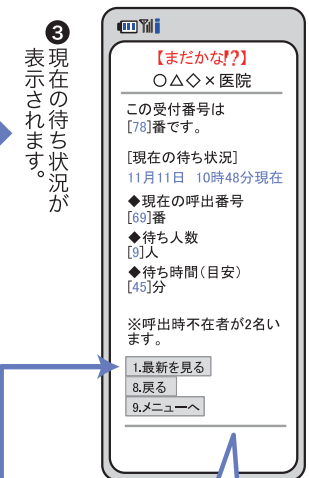 ❸現在の待ち状況が
表示されます。
【まだかな!?】
○△◇×医院
この受付番号は
[78]番です。
[現在の待ち状況]
11月11日 10時48分現在
◆現在の呼出番号
[69]番
◆待ち人数
[9]人
◆待ち時間(目安)
[45]分
※呼出時不在者が2名い
ます。
1.最新を見る
8.戻る
9.メニューへ